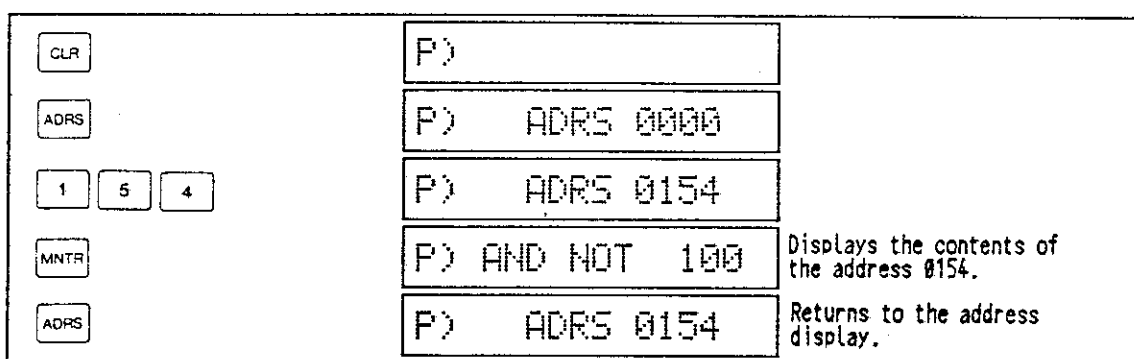 CLR P)
ADRS P) ADRS 0000
1 5 4 P) ADRS 0154
MNTR P) AND NOT 100 Displays the contents of
the address 0154.
ADRS P) ADRS 0154 Returns to the address
display.